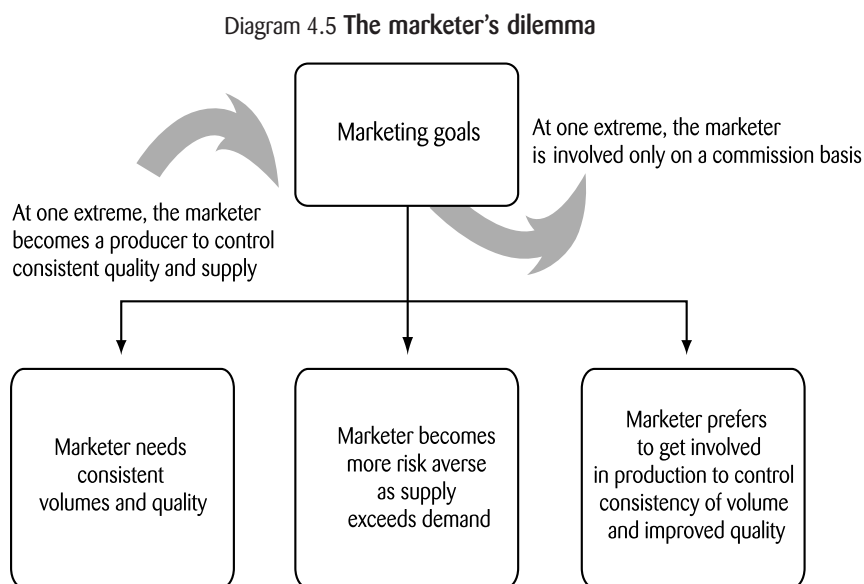 Diagram 4.5 The marketer's dilemma
Marketing goals
At one extreme, the marketer
is involved only on a commission basis
At one extreme, the marketer
becomes a producer to control
consistent quality and supply
Marketer needs
consistent
volumes and quality
Marketer becomes
more risk averse
as supply
exceeds demand
Marketer prefers
to get involved
in production to control
consistency of volume
and improved quality